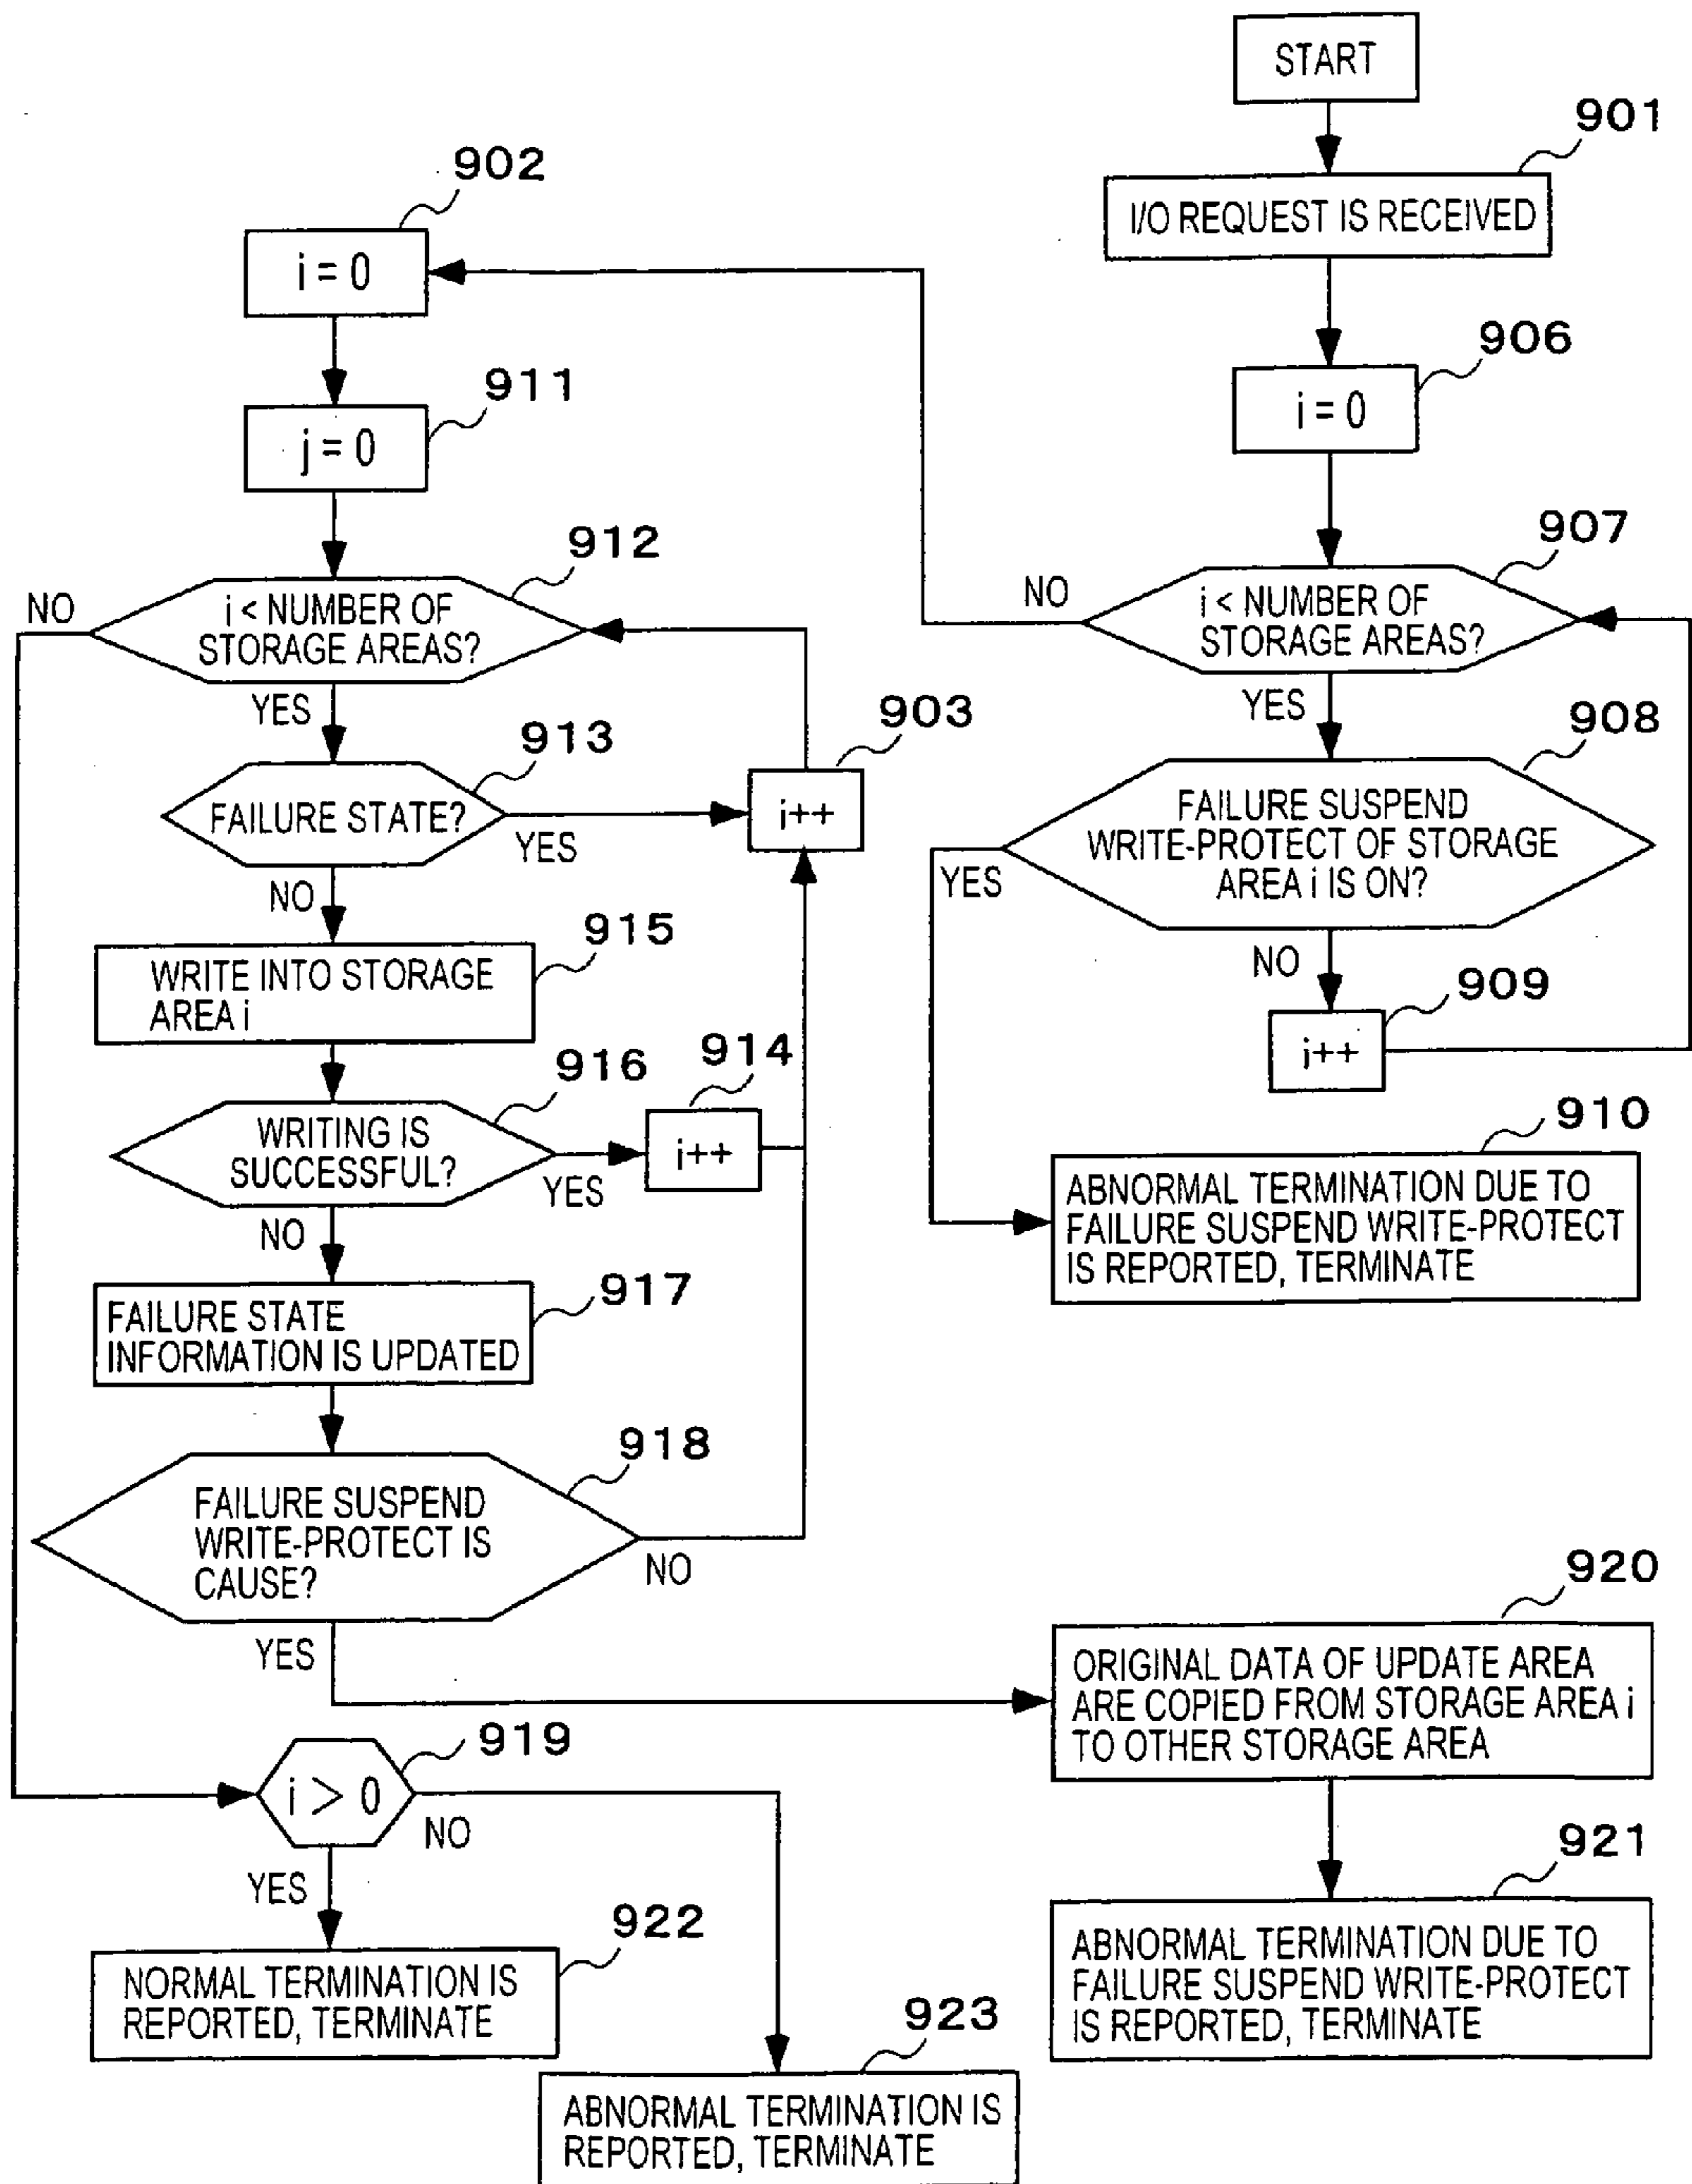 START
901
I/O REQUEST IS RECEIVED
906
i = 0
907
i < NUMBER OF
STORAGE AREAS?
NO
YES
908
FAILURE SUSPEND
WRITE-PROTECT OF STORAGE
AREA i IS ON?
YES
NO
909
i++
910
ABNORMAL TERMINATION DUE TO
FAILURE SUSPEND WRITE-PROTECT
IS REPORTED, TERMINATE
902
i = 0
911
j = 0
912
i < NUMBER OF
STORAGE AREAS?
NO
YES
913
FAILURE STATE?
YES
NO
903
i++
915
WRITE INTO STORAGE
AREA i
916
WRITING IS
SUCCESSFUL?
YES
NO
914
i++
917
FAILURE STATE
INFORMATION IS UPDATED
918
FAILURE SUSPEND
WRITE-PROTECT IS
CAUSE?
NO
YES
920
ORIGINAL DATA OF UPDATE AREA
ARE COPIED FROM STORAGE AREA i
TO OTHER STORAGE AREA
921
ABNORMAL TERMINATION DUE TO
FAILURE SUSPEND WRITE-PROTECT
IS REPORTED, TERMINATE
919
i > 0
NO
YES
922
NORMAL TERMINATION IS
REPORTED, TERMINATE
923
ABNORMAL TERMINATION IS
REPORTED, TERMINATE